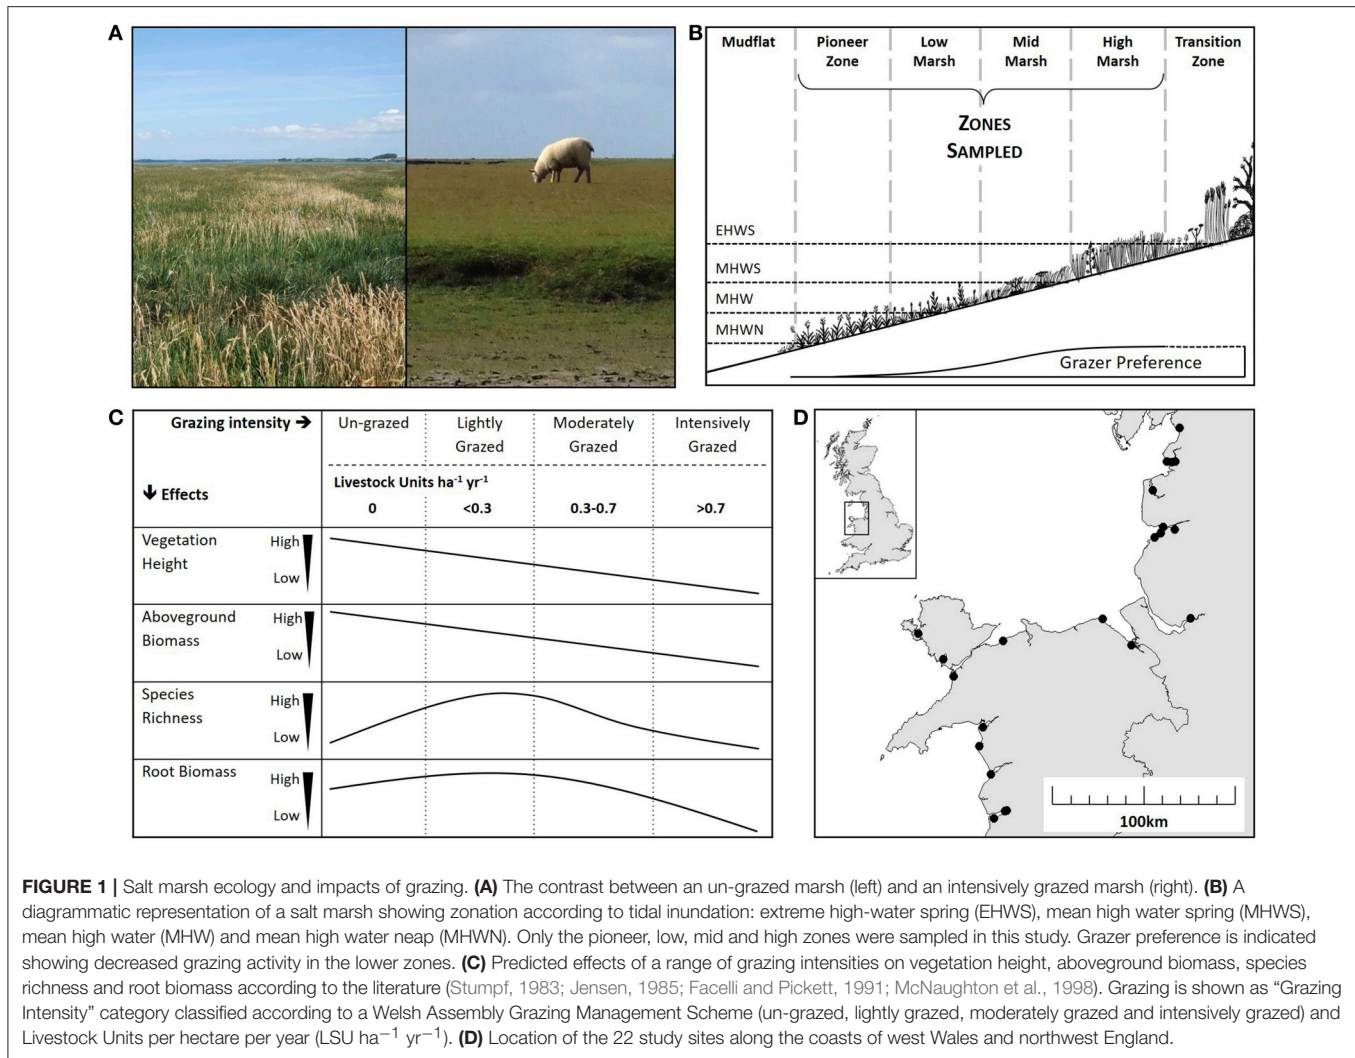 A
B
Mudflat
Pioneer Zone
Low Marsh
Mid Marsh
High Marsh
Transition Zone
ZONES
SAMPLED
EHWS
MHWS
MHW
MHWN
Grazer Preference
C
Grazing intensity → Un-grazed Lightly Grazed Moderately Grazed Intensively Grazed
Livestock Units ha⁻¹ yr⁻¹
↓ Effects
0 <0.3 0.3-0.7 >0.7
Vegetation Height High Low
Aboveground Biomass High Low
Species Richness High Low
Root Biomass High Low
D
100km
FIGURE 1 | Salt marsh ecology and impacts of grazing. (A) The contrast between an un-grazed marsh (left) and an intensively grazed marsh (right). (B) A
diagrammatic representation of a salt marsh showing zonation according to tidal inundation: extreme high-water spring (EHWS), mean high water spring (MHWS),
mean high water (MHW) and mean high water neap (MHWN). Only the pioneer, low, mid and high zones were sampled in this study. Grazer preference is indicated
showing decreased grazing activity in the lower zones. (C) Predicted effects of a range of grazing intensities on vegetation height, aboveground biomass, species
richness and root biomass according to the literature (Stumpf, 1983; Jensen, 1985; Facelli and Pickett, 1991; McNaughton et al., 1998). Grazing is shown as “Grazing
Intensity” category classified according to a Welsh Assembly Grazing Management Scheme (un-grazed, lightly grazed, moderately grazed and intensively grazed) and
Livestock Units per hectare per year (LSU ha⁻¹ yr⁻¹). (D) Location of the 22 study sites along the coasts of west Wales and northwest England.